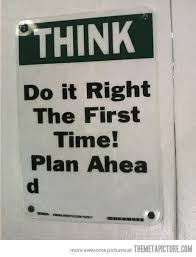 THINK
Do it Right
The First
Time!
Plan Ahea
d
more awesome pictures at THEMETAPICTURE.COM